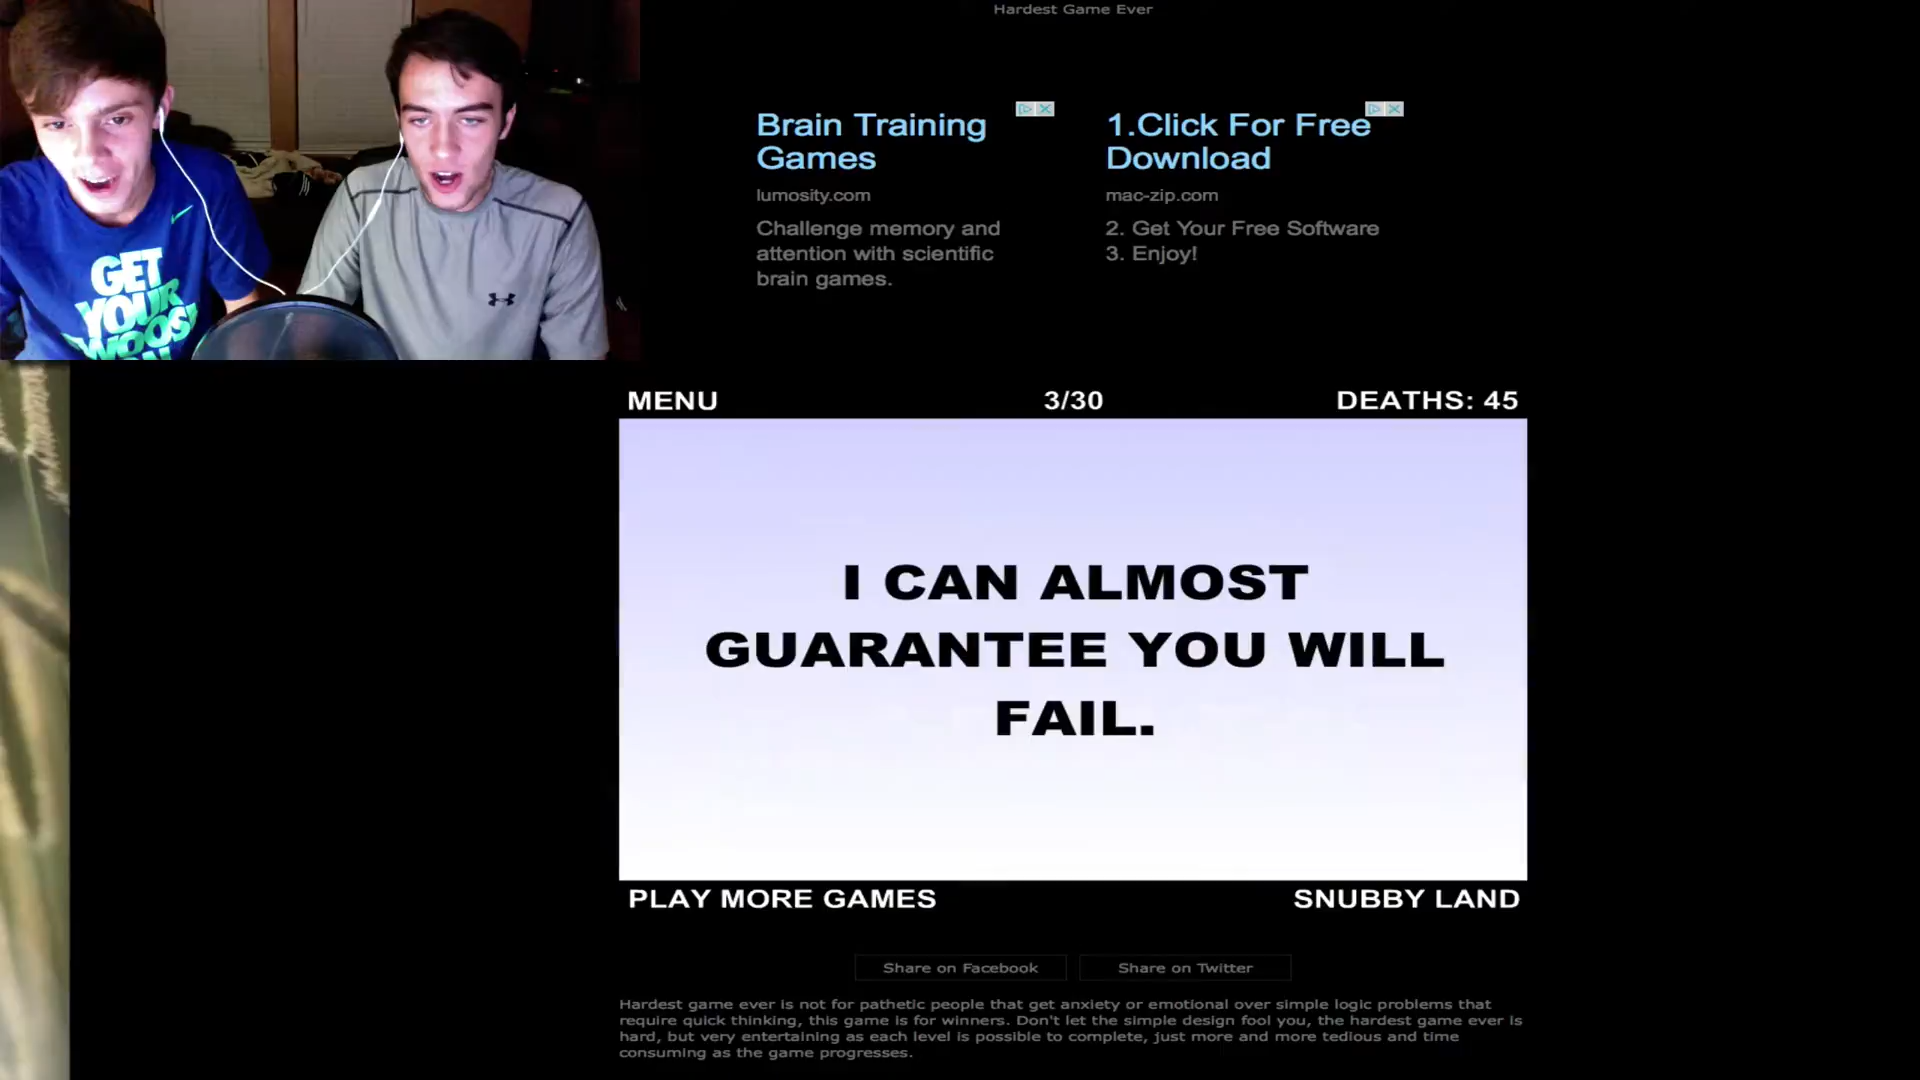 Hardest Game Ever
Brain Training
Games
lumosity.com
Challenge memory and
attention with scientific
brain games.
1.Click For Free
Download
mac-zip.com
2. Get Your Free Software
3. Enjoy!
GET
YOUR
MENU
3/30
DEATHS: 45
I CAN ALMOST
GUARANTEE YOU WILL
FAIL.
PLAY MORE GAMES
SNUBBY LAND
Share on Facebook
Share on Twitter
Hardest game ever is not for pathetic people that get anxiety or emotional over simple logic problems that
require quick thinking, this game is for winners. Don't let the simple design fool you, the hardest game ever is
hard, but very entertaining as each level is possible to complete, just more and more tedious and time
consuming as the game progresses.